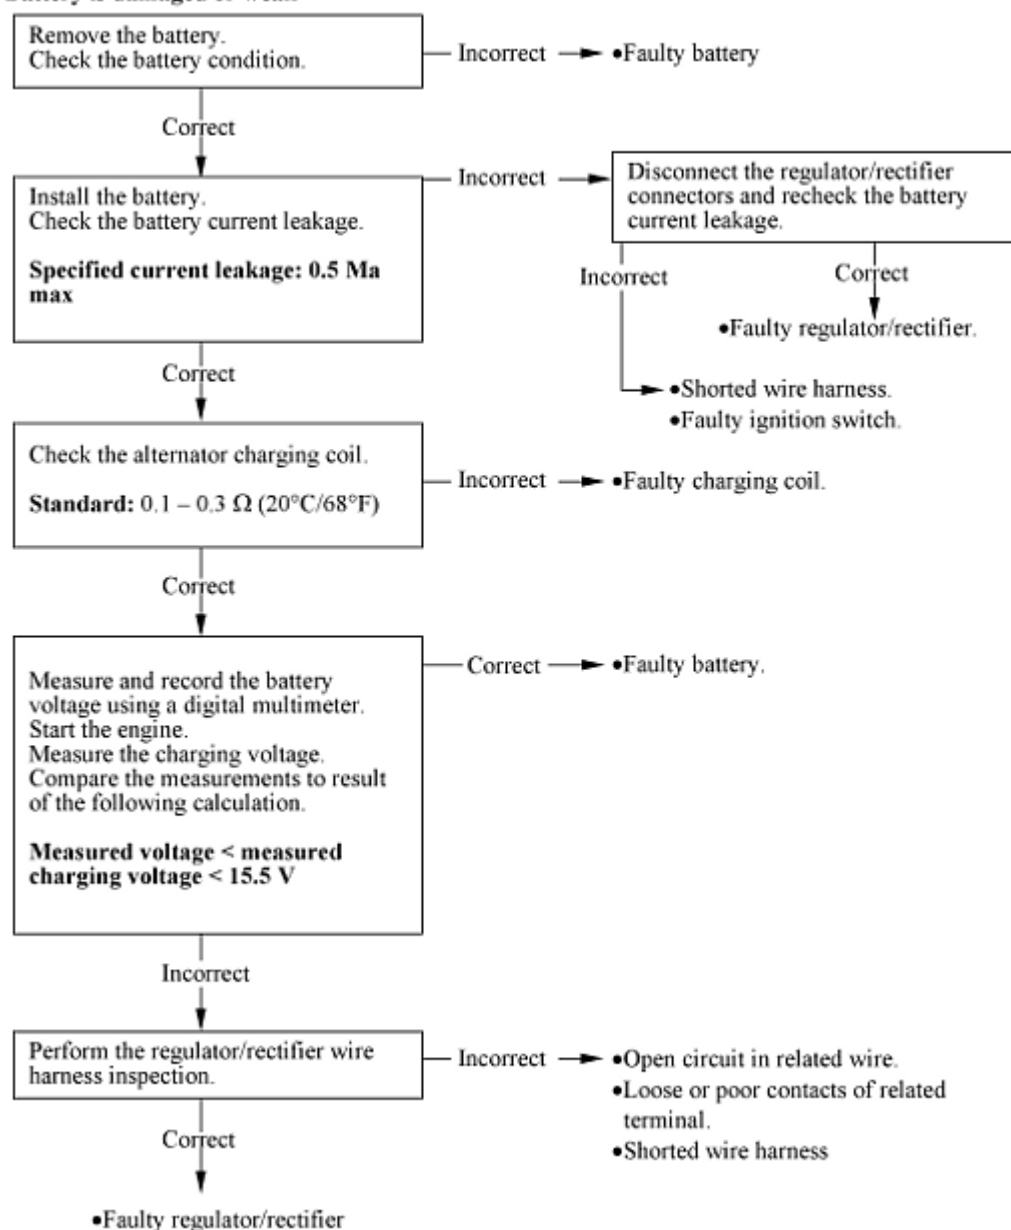 Remove the battery.
Check the battery condition.
Incorrect
•Faulty battery
Correct
Install the battery.
Check the battery current leakage.
Specified current leakage: 0.5 Ma
max
Incorrect
Disconnect the regulator/rectifier
connectors and recheck the battery
current leakage.
Incorrect
Correct
•Faulty regulator/rectifier.
•Shorted wire harness.
•Faulty ignition switch.
Correct
Check the alternator charging coil.
Standard: 0.1 – 0.3 Ω (20°C/68°F)
Incorrect
•Faulty charging coil.
Correct
Measure and record the battery
voltage using a digital multimeter.
Start the engine.
Measure the charging voltage.
Compare the measurements to result
of the following calculation.
Measured voltage < measured
charging voltage < 15.5 V
Correct
•Faulty battery.
Incorrect
Perform the regulator/rectifier wire
harness inspection.
Incorrect
•Open circuit in related wire.
•Loose or poor contacts of related
terminal.
•Shorted wire harness
Correct
•Faulty regulator/rectifier